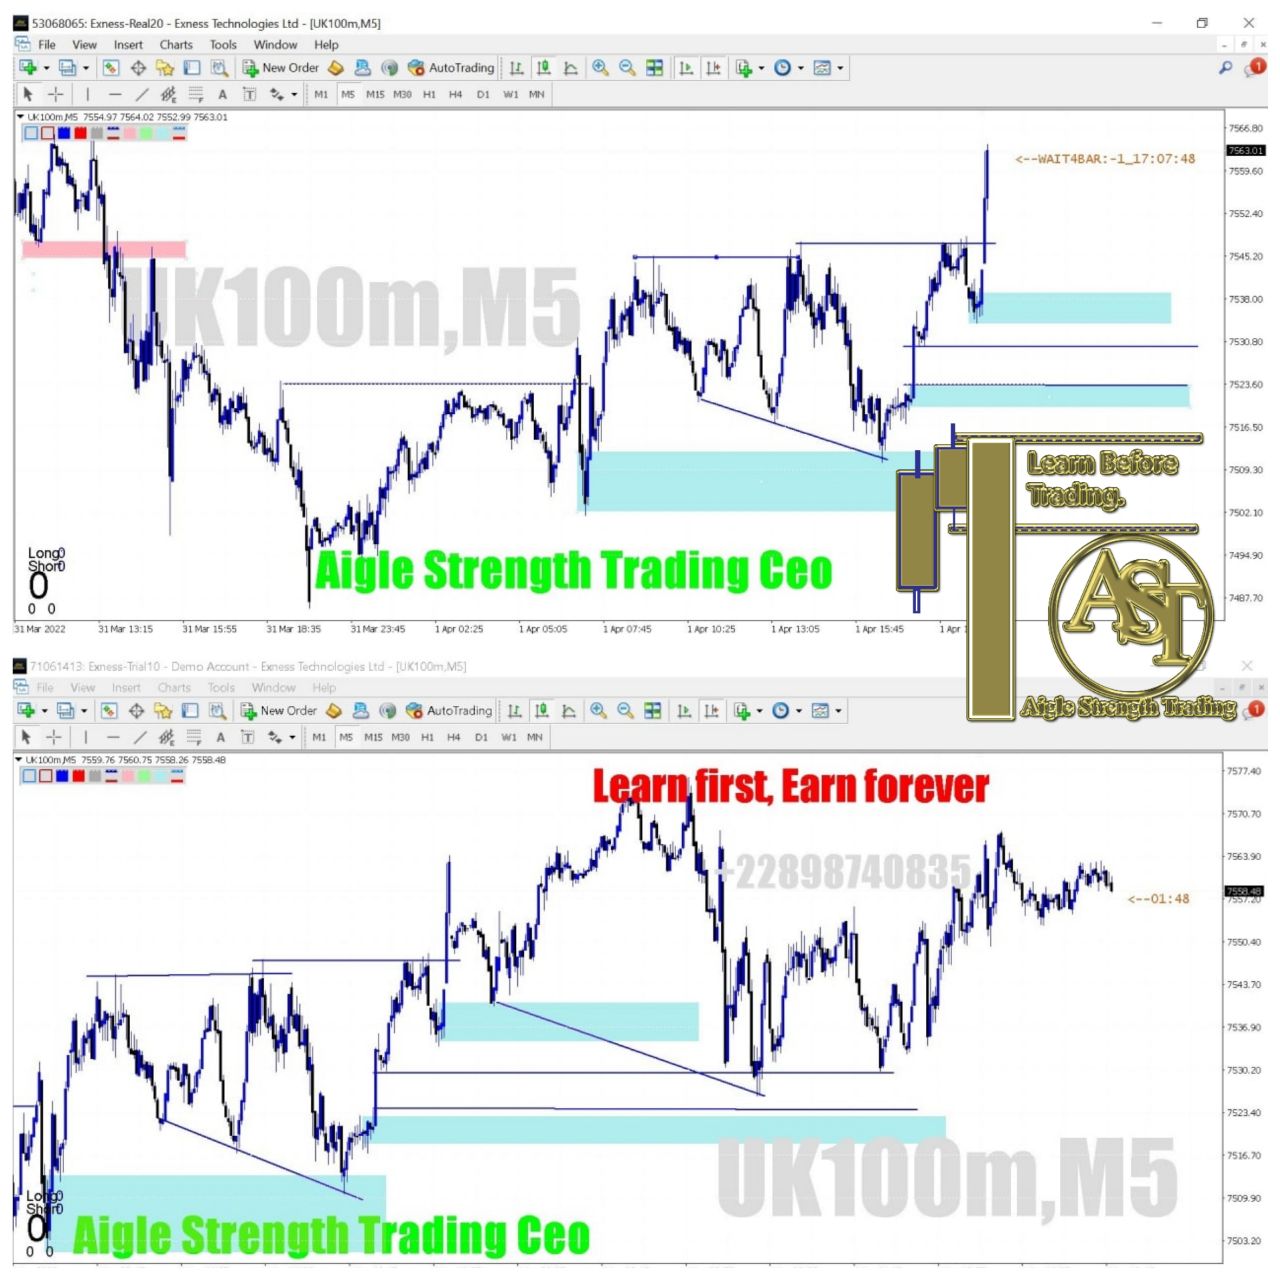 53068065: Exness-Real20 - Exness Technologies Ltd - [UK100m,M5]
File View Insert Charts Tools Window Help
New Order AutoTrading
A T M1 M5 M15 M30 H1 H4 D1 W1 MN
UK100m,M5 7554.97 7564.02 7552.99 7563.01
7566.80
7563.01
<--WAIT4BAR:-1_17:07:48
7559.60
7552.40
7545.20
UK100m,M5
7538.00
7530.80
7523.60
7516.50
Learn Before
Trading.
7509.30
7502.10
Long 0
Short 0
0
0 0
Aigle Strength Trading Ceo
7494.90
7487.70
AST
31 Mar 2022 31 Mar 13:15 31 Mar 15:55 31 Mar 18:35 31 Mar 23:45 1 Apr 02:25 1 Apr 05:05 1 Apr 07:45 1 Apr 10:25 1 Apr 13:05 1 Apr 15:45 1 Apr
Aigle Strength Trading
71061413: Exness-Trial10 - Demo Account - Exness Technologies Ltd - [UK100m,M5]
File View Insert Charts Tools Window Help
New Order AutoTrading
A T M1 M5 M15 M30 H1 H4 D1 W1 MN
UK100m,M5 7559.76 7560.75 7558.26 7558.48
Learn first, Earn forever
7577.40
7570.70
7563.90
+22898740835
7558.48
7557.20
<--01:48
7550.40
7543.70
7536.90
7530.20
7523.40
7516.70
UK100m,M5
7509.90
Long 0
Short 0
0
0 0
Aigle Strength Trading Ceo
7503.20